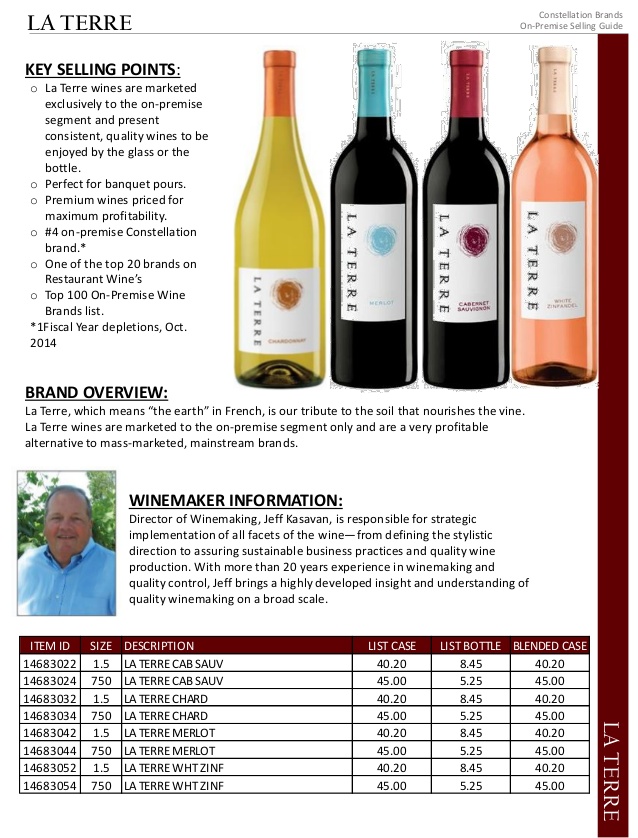 LA TERRE
Constellation Brands
On-Premise Selling Guide
KEY SELLING POINTS:
o La Terre wines are marketed
exclusively to the on-premise
segment and present
consistent, quality wines to be
enjoyed by the glass or the
bottle.
o Perfect for banquet pours.
o Premium wines priced for
maximum profitability.
o #4 on-premise Constellation
brand.*
o One of the top 20 brands on
Restaurant Wine's
o Top 100 On-Premise Wine
Brands list.
*1Fiscal Year depletions, Oct.
2014
LA TERRE
CHARDONNAY
LA TERRE
LA TERRE
MERLOT
LA TERRE
LA TERRE
CABERNET
SAUVIGNON
LA TERRE
LA TERRE
WHITE
ZINFANDEL
BRAND OVERVIEW:
La Terre, which means “the earth” in French, is our tribute to the soil that nourishes the vine.
La Terre wines are marketed to the on-premise segment only and are a very profitable
alternative to mass-marketed, mainstream brands.
WINEMAKER INFORMATION:
Director of Winemaking, Jeff Kasavan, is responsible for strategic
implementation of all facets of the wine—from defining the stylistic
direction to assuring sustainable business practices and quality wine
production. With more than 20 years experience in winemaking and
quality control, Jeff brings a highly developed insight and understanding of
quality winemaking on a broad scale.
ITEM ID SIZE DESCRIPTION LIST CASE LIST BOTTLE BLENDED CASE
14683022 1.5 LA TERRE CAB SAUV 40.20 8.45 40.20
14683024 750 LA TERRE CAB SAUV 45.00 5.25 45.00
14683032 1.5 LA TERRE CHARD 40.20 8.45 40.20
14683034 750 LA TERRE CHARD 45.00 5.25 45.00
14683042 1.5 LA TERRE MERLOT 40.20 8.45 40.20
14683044 750 LA TERRE MERLOT 45.00 5.25 45.00
14683052 1.5 LA TERRE WHT ZINF 40.20 8.45 40.20
14683054 750 LA TERRE WHT ZINF 45.00 5.25 45.00
LA TERRE